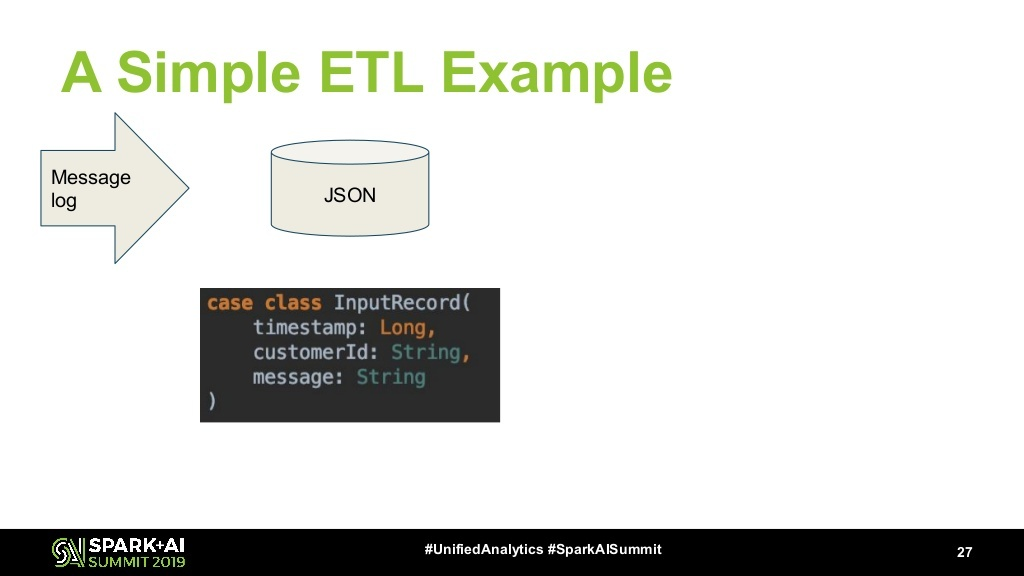 A Simple ETL Example
Message
log
JSON
case class InputRecord(
    timestamp: Long,
    customerId: String,
    message: String
)
SPARK+AI
SUMMIT 2019
#UnifiedAnalytics #SparkAISummit
27